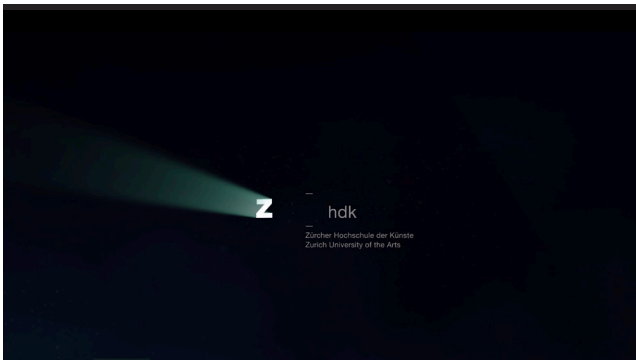 z hdk
Zürcher Hochschule der Künste
Zurich University of the Arts